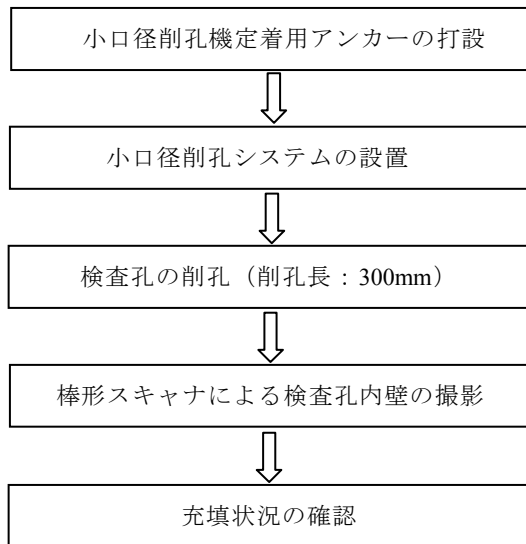 小口径削孔機定着用アンカーの打設
小口径削孔システムの設置
検査孔の削孔（削孔長：300mm）
棒形スキャナによる検査孔内壁の撮影
充填状況の確認